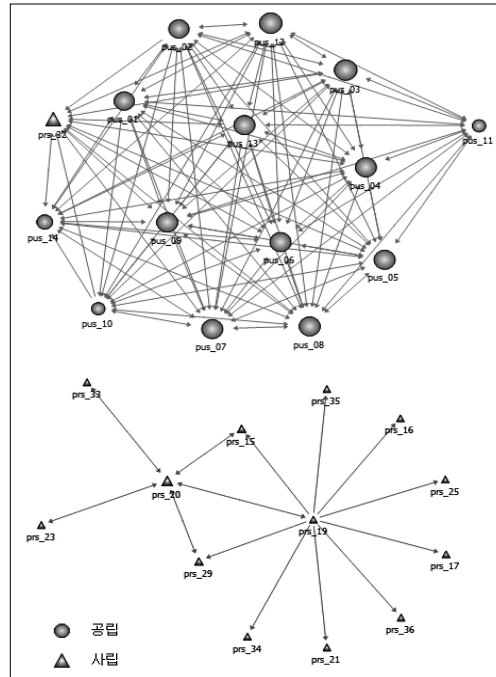 pus_02
pus_12
pus_03
pus_01
prs_32
pus_13
pus_11
pus_04
pus_14
pus_09
pus_06
pus_05
pus_10
pus_07
pus_08
prs_33
prs_35
prs_15
prs_16
prs_20
prs_25
prs_19
prs_23
prs_29
prs_17
prs_36
prs_34
prs_21
공립
사립